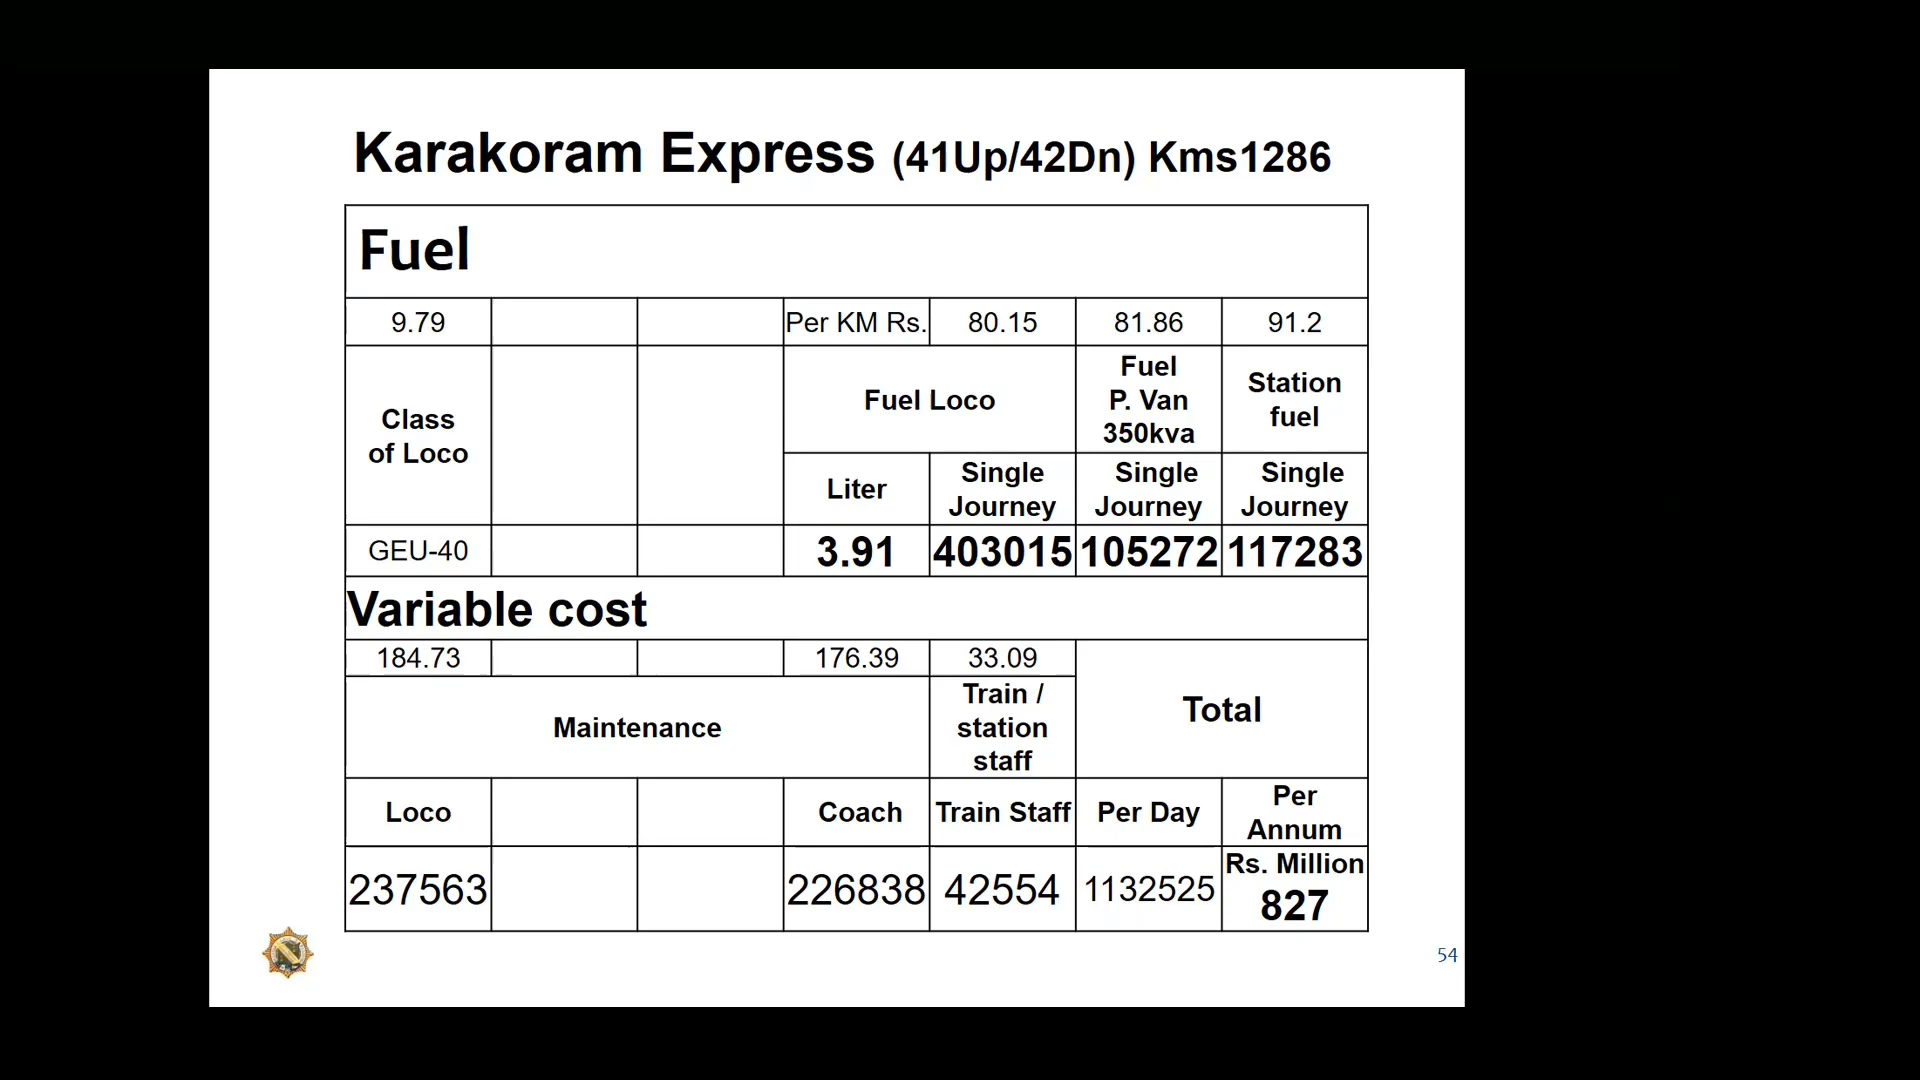 Karakoram Express (41Up/42Dn) Kms1286
Fuel
9.79 Per KM Rs. 80.15 81.86 91.2
Class
of Loco
Fuel Loco
Fuel
P. Van
350kva
Station
fuel
Liter
Single
Journey
Single
Journey
Single
Journey
GEU-40 3.91 403015 105272 117283
Variable cost
184.73 176.39 33.09
Maintenance
Train /
station
staff
Total
Loco Coach Train Staff Per Day
Per
Annum
237563 226838 42554 1132525
Rs. Million
827
54